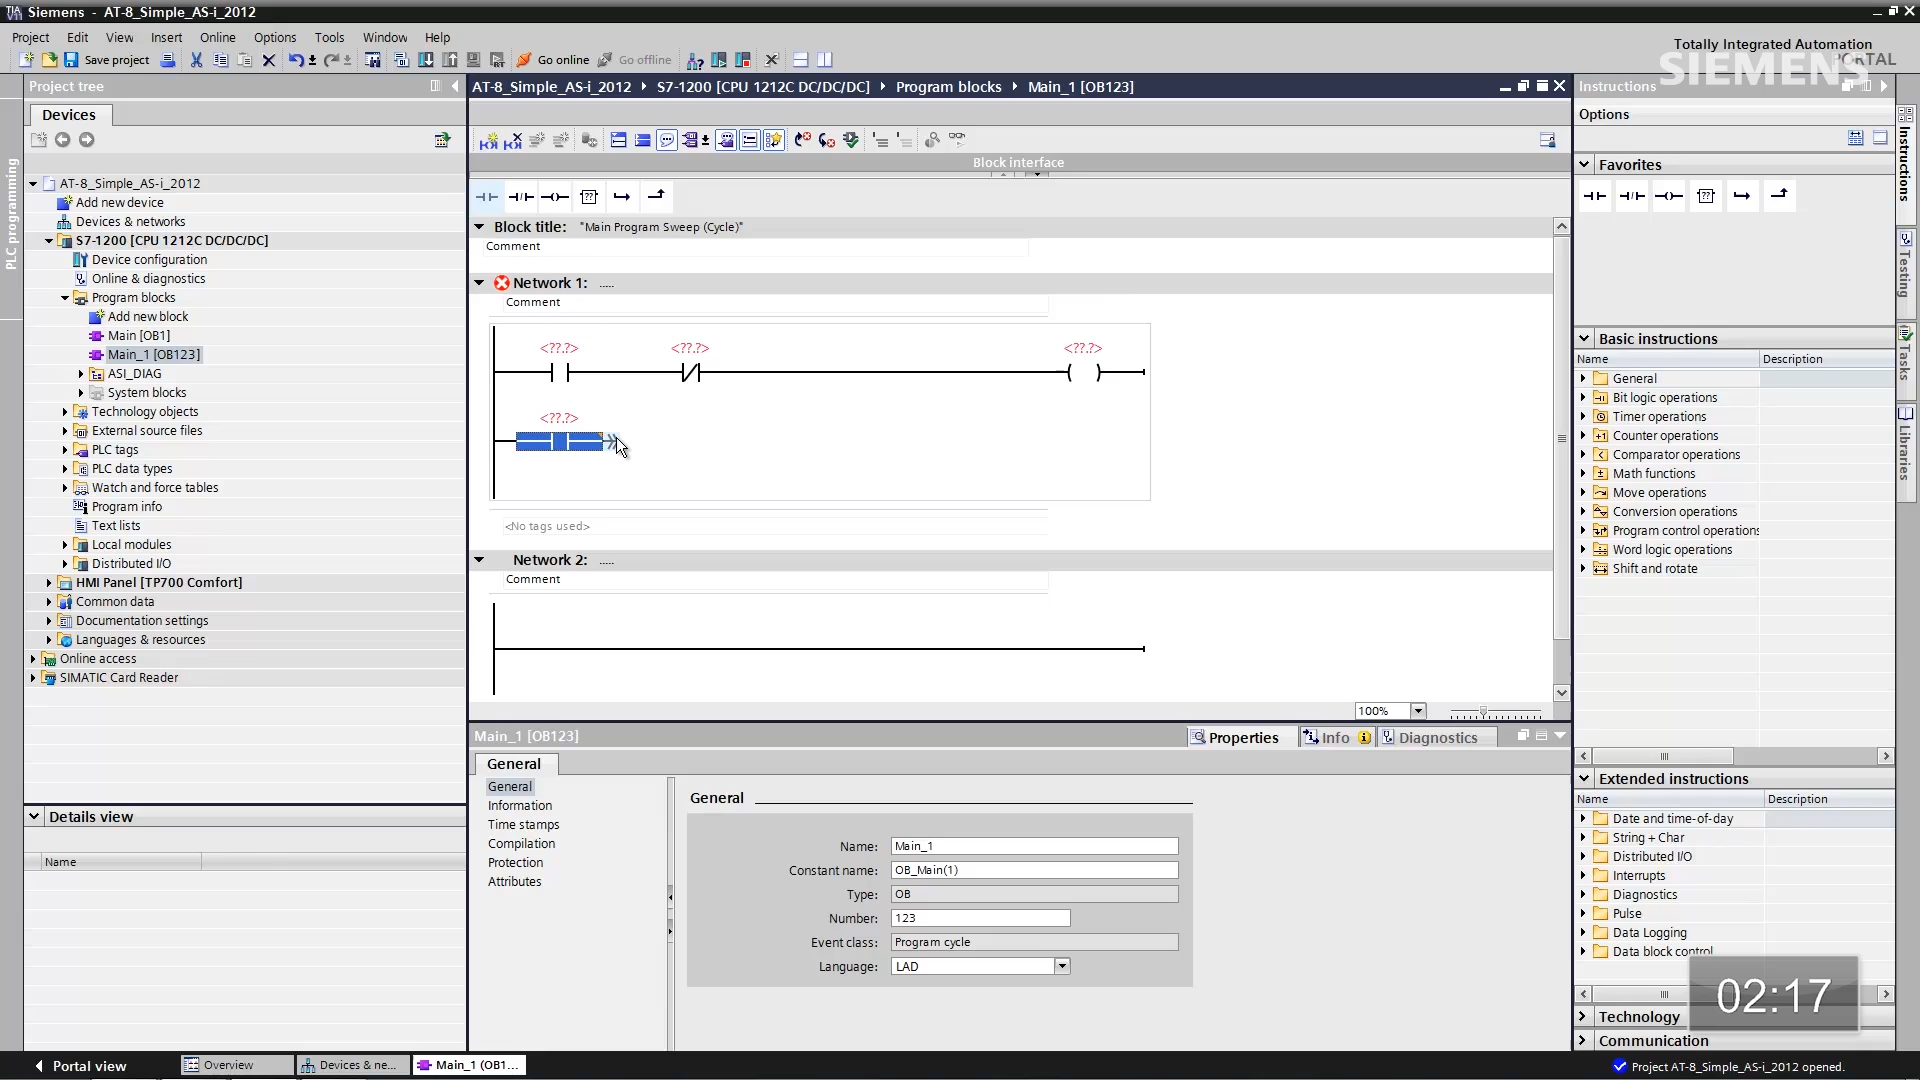 Siemens - AT-8_Simple_AS-i_2012
Project Edit View Insert Online Options Tools Window Help
Totally Integrated Automation
PORTAL
SIEMENS
Save project
Go online
Go offline
Project tree
Devices
PLC programming
AT-8_Simple_AS-i_2012
Add new device
Devices & networks
S7-1200 [CPU 1212C DC/DC/DC]
Device configuration
Online & diagnostics
Program blocks
Add new block
Main [OB1]
Main_1 [OB123]
ASI_DIAG
System blocks
Technology objects
External source files
PLC tags
PLC data types
Watch and force tables
Program info
Text lists
Local modules
Distributed I/O
HMI Panel [TP700 Comfort]
Common data
Documentation settings
Languages & resources
Online access
SIMATIC Card Reader
Details view
Name
AT-8_Simple_AS-i_2012 S7-1200 [CPU 1212C DC/DC/DC] Program blocks Main_1 [OB123]
Block interface
Block title: "Main Program Sweep (Cycle)"
Comment
Network 1: .....
Comment
<??.?> <??.?> <??.?>
<??.?>
<No tags used>
Network 2: .....
Comment
100%
Main_1 [OB123]
Properties Info Diagnostics
General
General
Information
Time stamps
Compilation
Protection
Attributes
General
Name: Main_1
Constant name: OB_Main(1)
Type: OB
Number: 123
Event class: Program cycle
Language: LAD
Instructions
Options
Favorites
Basic instructions
Name Description
General
Bit logic operations
Timer operations
Counter operations
Comparator operations
Math functions
Move operations
Conversion operations
Program control operations
Word logic operations
Shift and rotate
Extended instructions
Name Description
Date and time-of-day
String + Char
Distributed I/O
Interrupts
Diagnostics
Pulse
Data Logging
Data block control
Technology
Communication
02:17
Instructions
Testing
Tasks
Libraries
Portal view
Overview
Devices & ne...
Main_1 (OB1...
Project AT-8_Simple_AS-i_2012 opened.